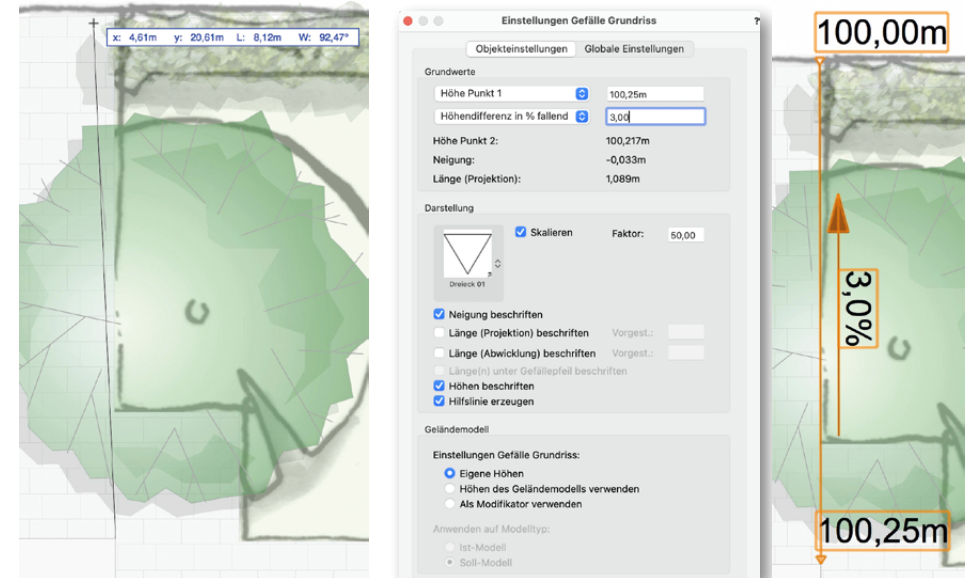 x: 4,61m y: 20,61m L: 8,12m W: 92,47°
Einstellungen Gefälle Grundriss
?
Objekteinstellungen Globale Einstellungen
Grundwerte
Höhe Punkt 1 100,25m
Höhendifferenz in % fallend 3,00
Höhe Punkt 2: 100,217m
Neigung: -0,033m
Länge (Projektion): 1,089m
Darstellung
Skalieren Faktor: 50,00
Dreieck 01
Neigung beschriften
Länge (Projektion) beschriften Vorgest.:
Länge (Abwicklung) beschriften Vorgest.:
Länge(n) unter Gefällepfeil beschriften
Höhen beschriften
Hilfslinie erzeugen
Geländemodell
Einstellungen Gefälle Grundriss:
Eigene Höhen
Höhen des Geländemodells verwenden
Als Modifikator verwenden
Anwenden auf Modelltyp:
Ist-Modell
Soll-Modell
100,00m
3,0%
100,25m